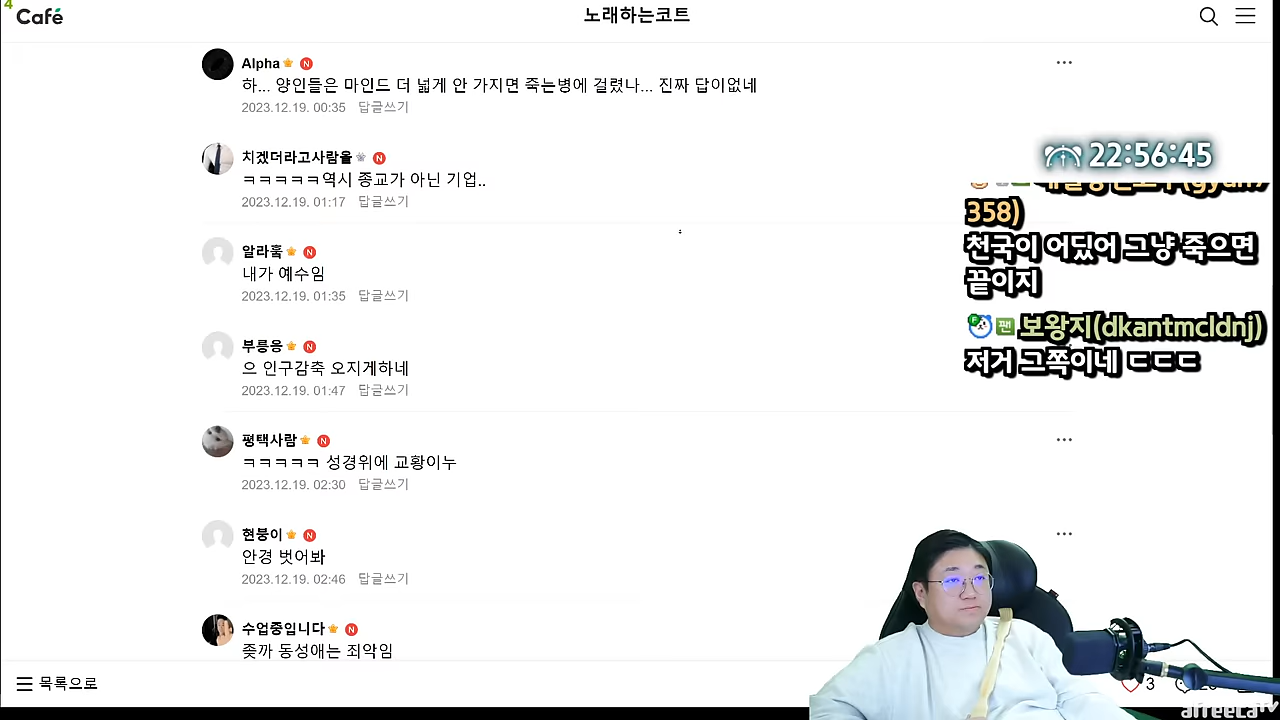 4
Café
노래하는코트
Alpha
하... 양인들은 마인드 더 넓게 안 가지면 죽는병에 걸렸나... 진짜 답이없네
2023.12.19. 00:35 답글쓰기
치겠더라고사람을
ㅋㅋㅋㅋㅋ역시 종교가 아닌 기업..
2023.12.19. 01:17 답글쓰기
알라훜
내가 예수임
2023.12.19. 01:35 답글쓰기
부릉응
으 인구감축 오지게하네
2023.12.19. 01:47 답글쓰기
평택사람
ㅋㅋㅋㅋㅋ 성경위에 교황이누
2023.12.19. 02:30 답글쓰기
현붕이
안경 벗어봐
2023.12.19. 02:46 답글쓰기
수업중입니다
좆까 동성애는 죄악임
목록으로
22:56:45
358)
천국이 어딨어 그냥 죽으면
끝이지
팬 보왕지(dkantmcldnj)
저거 그쪽이네 ㄷㄷㄷ
3
afreecaTV